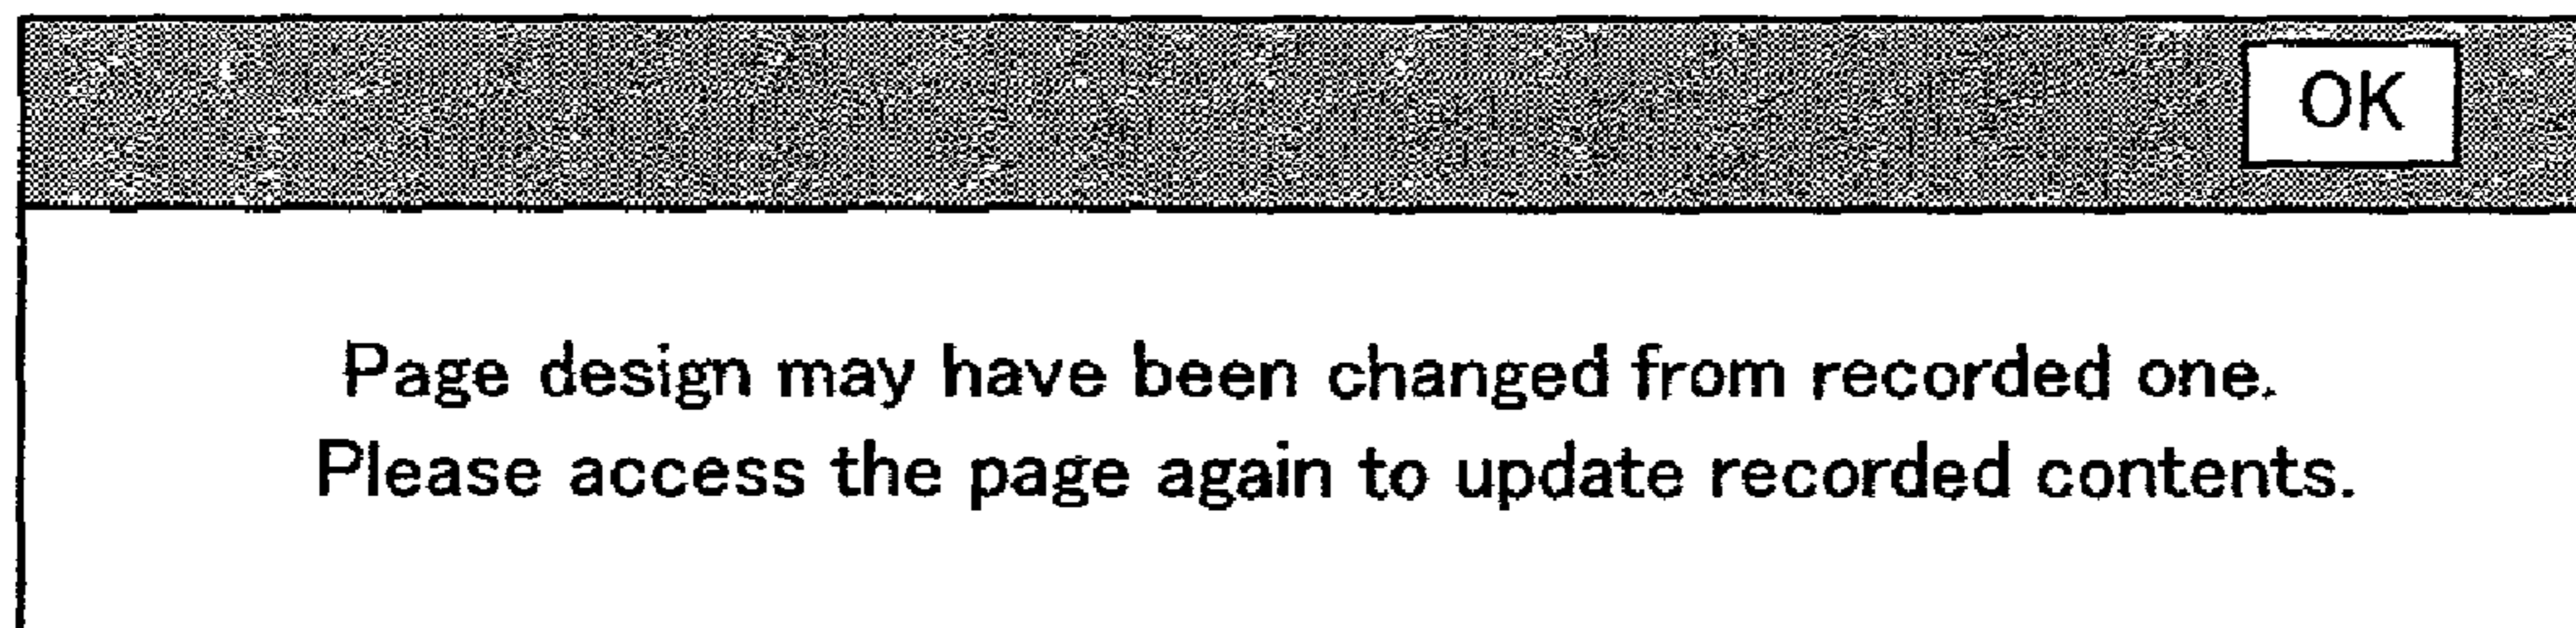 OK
Page design may have been changed from recorded one.
Please access the page again to update recorded contents.